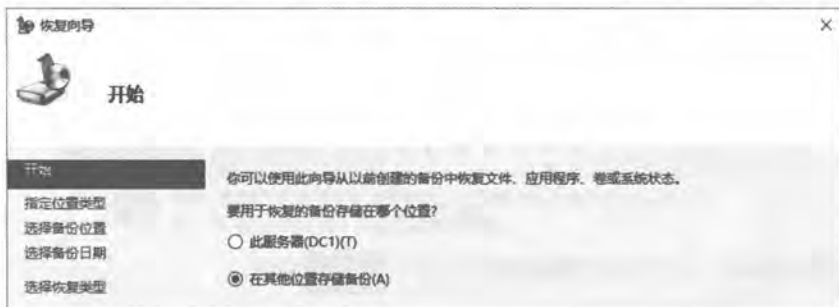 恢复向导
开始
开始
你可以使用此向导从以前创建的备份中恢复文件、应用程序、卷或系统状态。
指定位置类型
要用于恢复的备份存储在哪个位置?
选择备份位置
此服务器(DC1)(T)
选择备份日期
在其他位置存储备份(A)
选择恢复类型